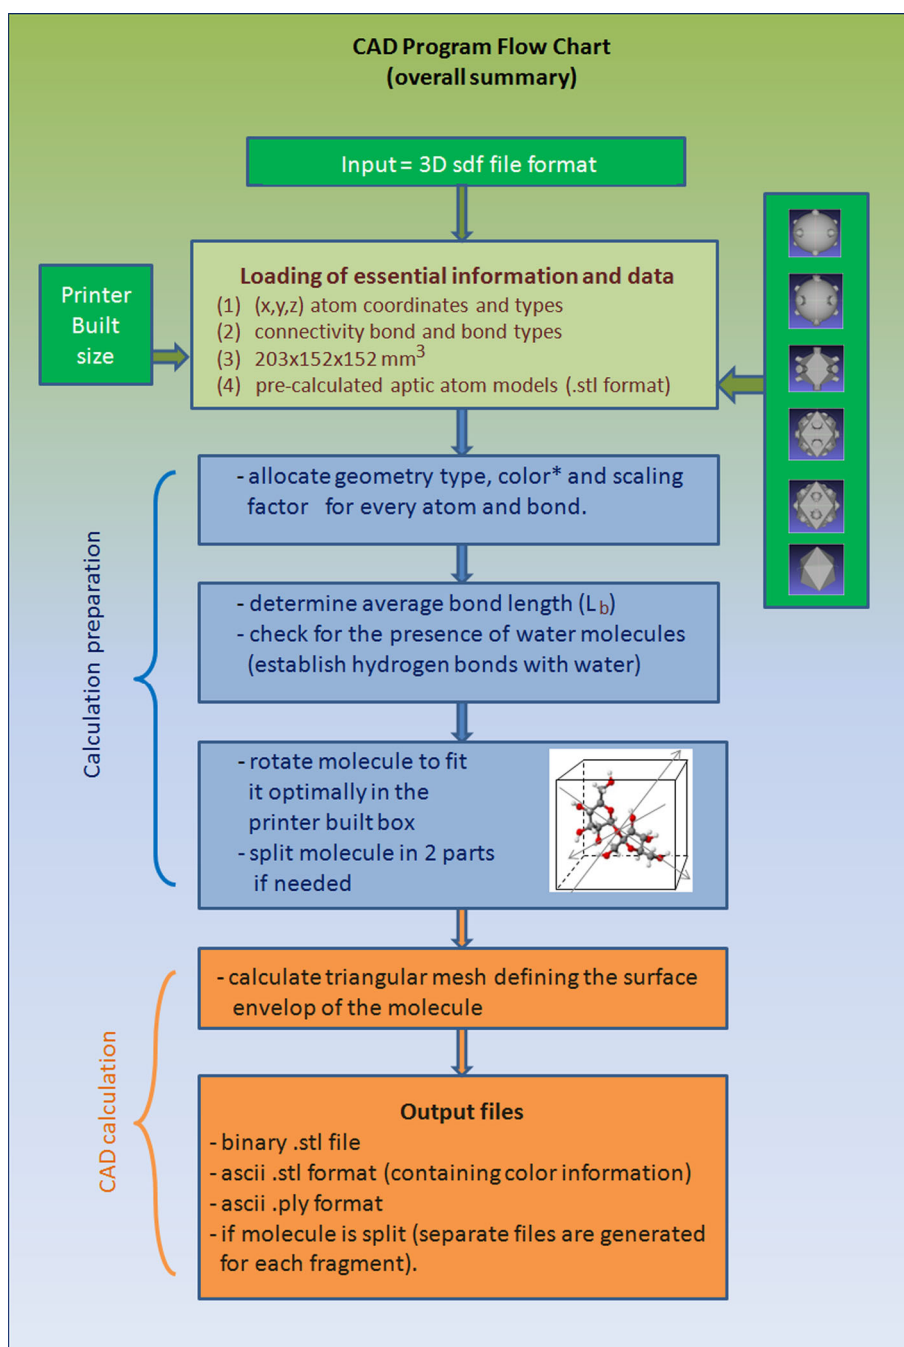 CAD Program Flow Chart
(overall summary)
Input = 3D sdf file format
Printer
Built
size
Loading of essential information and data
(1) (x,y,z) atom coordinates and types
(2) connectivity bond and bond types
(3) 203x152x152 mm³
(4) pre-calculated aptic atom models (.stl format)
Calculation preparation
- allocate geometry type, color* and scaling
factor for every atom and bond.
- determine average bond length (L b)
- check for the presence of water molecules
(establish hydrogen bonds with water)
- rotate molecule to fit
it optimally in the
printer built box
- split molecule in 2 parts
if needed
CAD calculation
- calculate triangular mesh defining the surface
envelop of the molecule
Output files
- binary .stl file
- ascii .stl format (containing color information)
- ascii .ply format
- if molecule is split (separate files are generated
for each fragment).